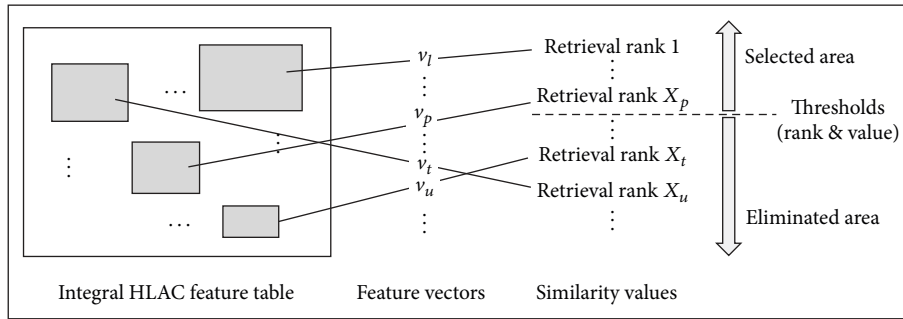 v_l
Retrieval rank 1
Selected area
v_p
Retrieval rank X_p
Thresholds
(rank & value)
v_t
Retrieval rank X_t
v_u
Retrieval rank X_u
Eliminated area
Integral HLAC feature table
Feature vectors
Similarity values